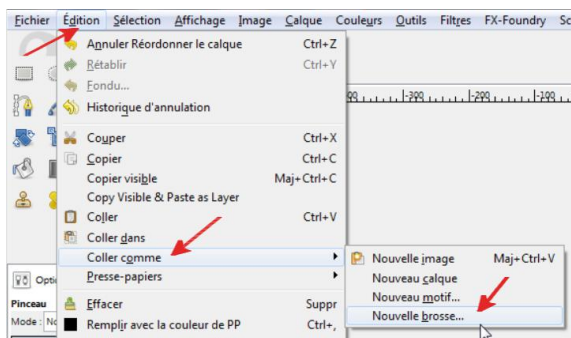 Fichier Édition Sélection Affichage Image Calque Couleurs Outils Filtres FX-Foundry
Annuler Réordonner le calque Ctrl+Z
Rétablir Ctrl+Y
Fondu...
Historique d'annulation
Couper Ctrl+X
Copier Ctrl+C
Copier visible Maj+Ctrl+C
Copy Visible & Paste as Layer
Coller Ctrl+V
Coller dans
Coller comme
Presse-papiers
Effacer Suppr
Remplir avec la couleur de PP Ctrl+,
Nouvelle image Maj+Ctrl+V
Nouveau calque
Nouveau motif...
Nouvelle brosse...
Pinceau
Mode :